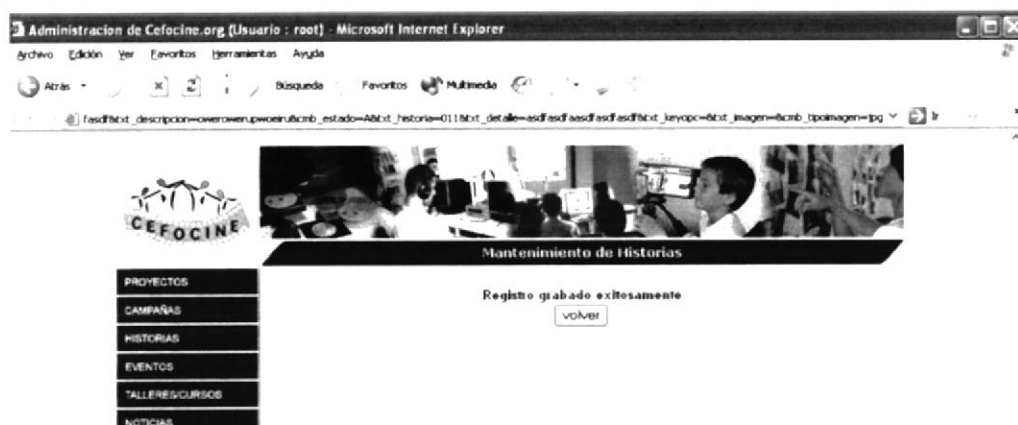 Administracion de Cefocine.org (Usuario : root) - Microsoft Internet Explorer
Archivo Edición Ver Favoritos Herramientas Ayuda
Atrás Búsqueda Favoritos Multimedia
fasdf&txt_descripcion=owerowerupwoeiru&cmb_estado=A&txt_historia=011&txt_detalle=asdfasdfaasdfasdfasdf&txt_keyopc=&txt_imagen=&cmb_tipoimagen=jpg Ir
CEFOCINE
Mantenimiento de Historias
PROYECTOS
Registro grabado exitosamente
CAMPAÑAS
volver
HISTORIAS
EVENTOS
TALLERES/CURSOS
NOTICIAS